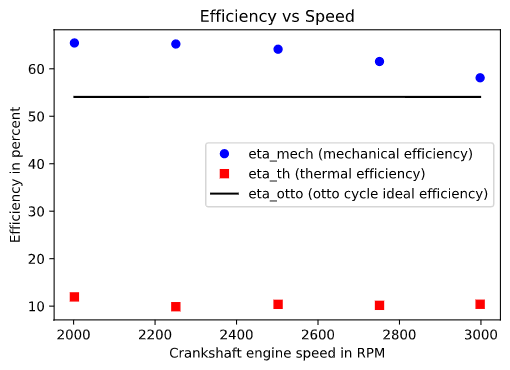 Efficiency vs Speed
Efficiency in percent
60
50
40
30
20
10
eta_mech (mechanical efficiency)
eta_th (thermal efficiency)
eta_otto (otto cycle ideal efficiency)
2000 2200 2400 2600 2800 3000
Crankshaft engine speed in RPM